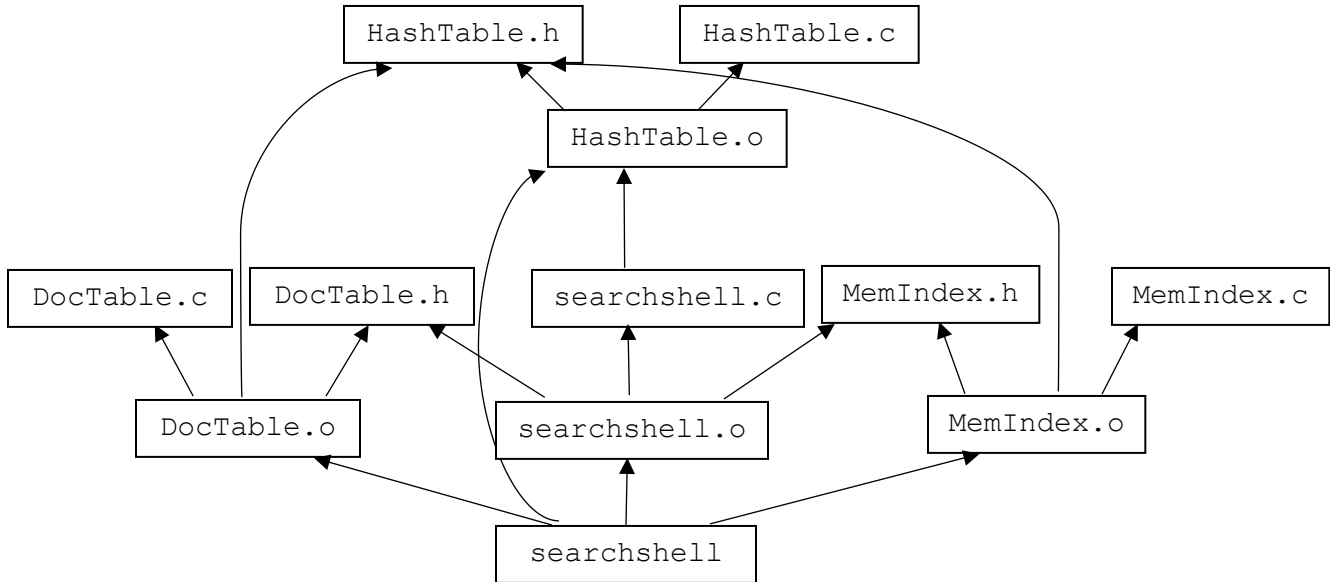 HashTable.h
HashTable.c
HashTable.o
DocTable.c
DocTable.h
searchshell.c
MemIndex.h
MemIndex.c
DocTable.o
searchshell.o
MemIndex.o
searchshell